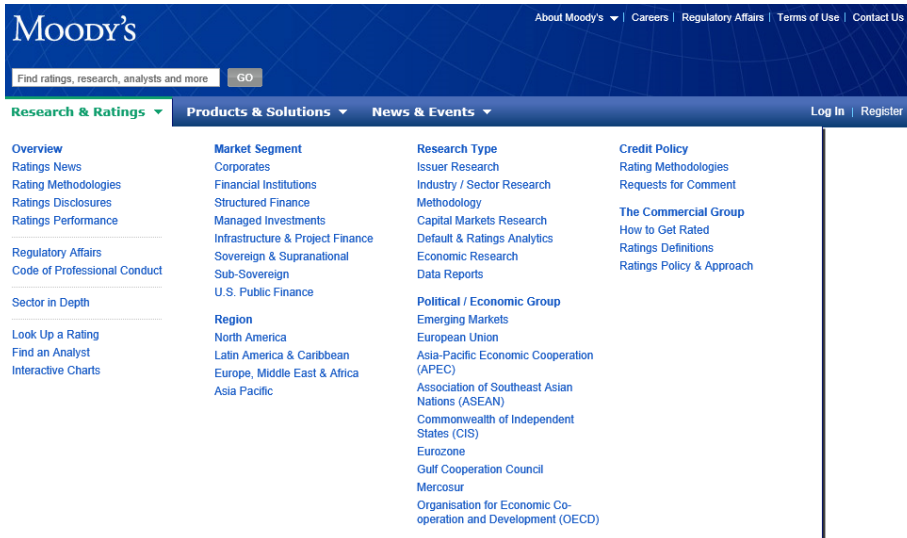 MOODY'S
About Moody's | Careers | Regulatory Affairs | Terms of Use | Contact Us
Find ratings, research, analysts and more GO
Research & Ratings Products & Solutions News & Events Log In | Register
Overview
Ratings News
Rating Methodologies
Ratings Disclosures
Ratings Performance
Regulatory Affairs
Code of Professional Conduct
Sector in Depth
Look Up a Rating
Find an Analyst
Interactive Charts
Market Segment
Corporates
Financial Institutions
Structured Finance
Managed Investments
Infrastructure & Project Finance
Sovereign & Supranational
Sub-Sovereign
U.S. Public Finance
Region
North America
Latin America & Caribbean
Europe, Middle East & Africa
Asia Pacific
Research Type
Issuer Research
Industry / Sector Research
Methodology
Capital Markets Research
Default & Ratings Analytics
Economic Research
Data Reports
Political / Economic Group
Emerging Markets
European Union
Asia-Pacific Economic Cooperation
(APEC)
Association of Southeast Asian
Nations (ASEAN)
Commonwealth of Independent
States (CIS)
Eurozone
Gulf Cooperation Council
Mercosur
Organisation for Economic Co-
operation and Development (OECD)
Credit Policy
Rating Methodologies
Requests for Comment
The Commercial Group
How to Get Rated
Ratings Definitions
Ratings Policy & Approach